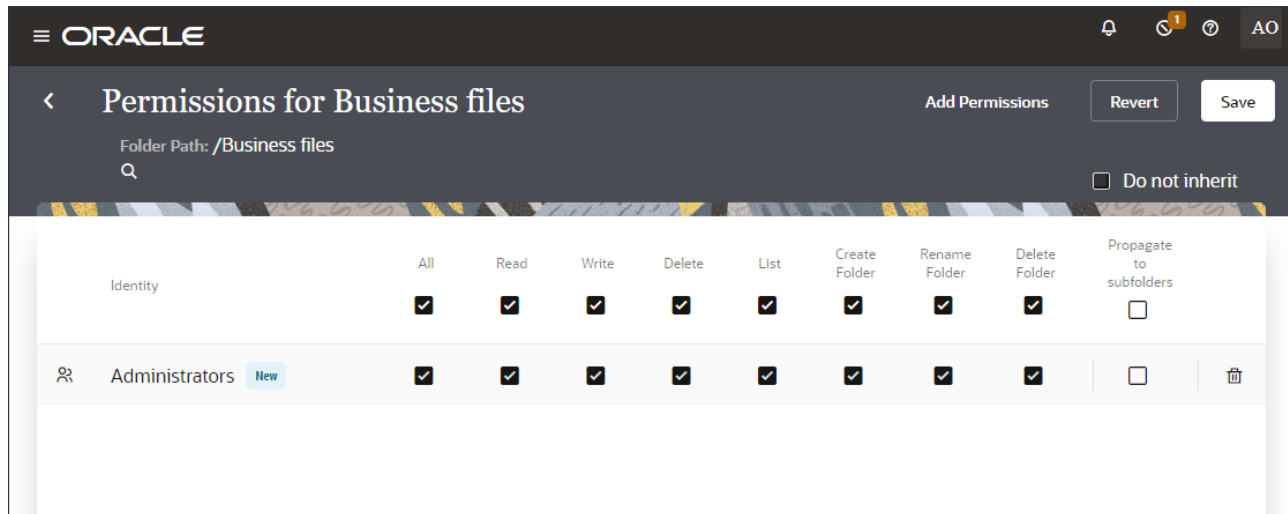 ORACLE
1
AO
Permissions for Business files
Add Permissions
Revert
Save
Folder Path: /Business files
Do not inherit
Identity
All
Read
Write
Delete
List
Create
Folder
Rename
Folder
Delete
Folder
Propagate
to
subfolders
Administrators New